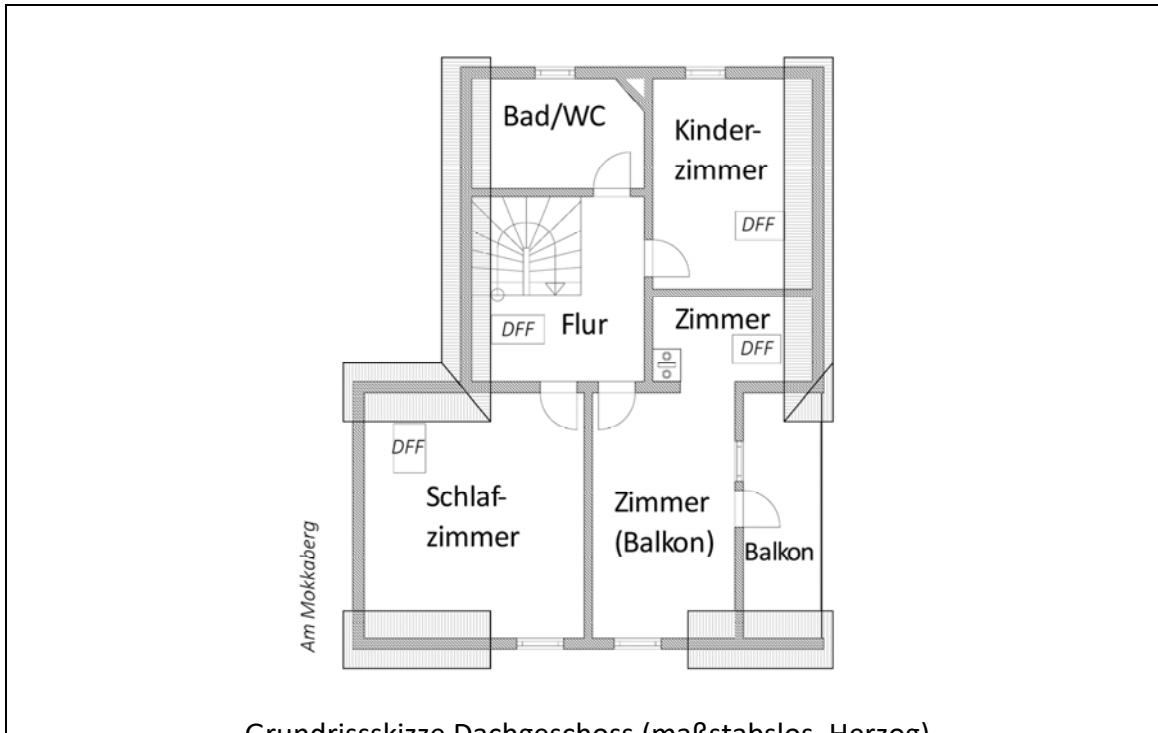 Bad/WC
Kinder-
zimmer
DFF
DFF
Flur
Zimmer
DFF
DFF
Schlaf-
zimmer
Zimmer
(Balkon)
Balkon
Am Mokkaberg
Grundrissskizze Dachgeschoss (maßstabslos, Herzog)